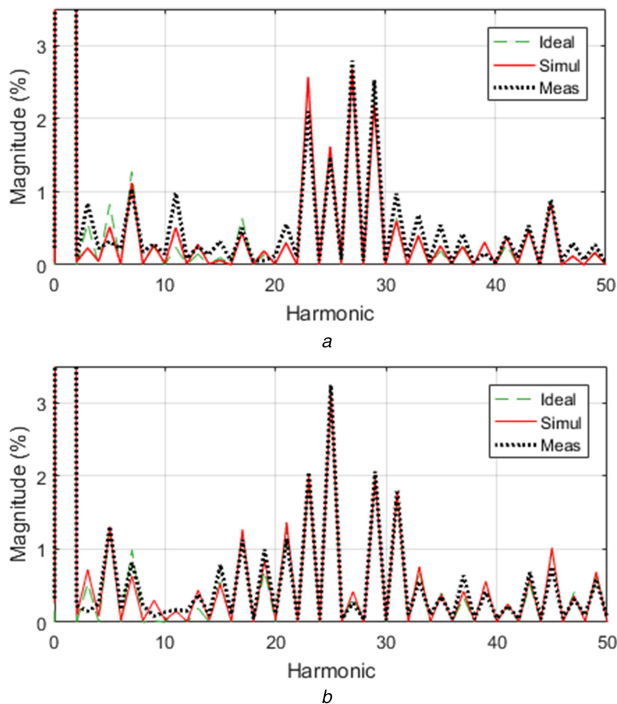 3
2
1
0
Magnitude (%)
Ideal
Simul
Meas
0 10 20 30 40 50
Harmonic
a
3
2
1
0
Magnitude (%)
Ideal
Simul
Meas
0 10 20 30 40 50
Harmonic
b